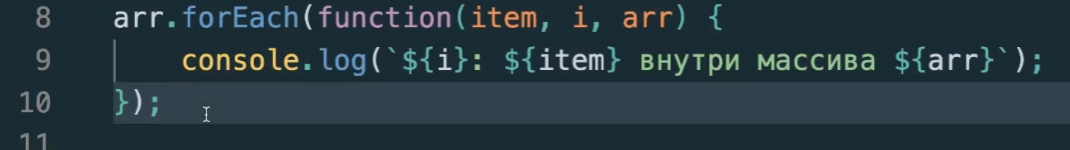 8 arr.forEach(function(item, i, arr) {
9 console.log(`${i}: ${item} внутри массива ${arr}`);
10 });
11